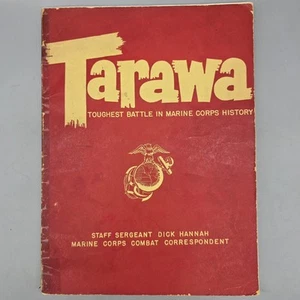 Tarawa
TOUGHEST BATTLE IN MARINE CORPS HISTORY
STAFF SERGEANT DICK HANNAH
MARINE CORPS COMBAT CORRESPONDENT